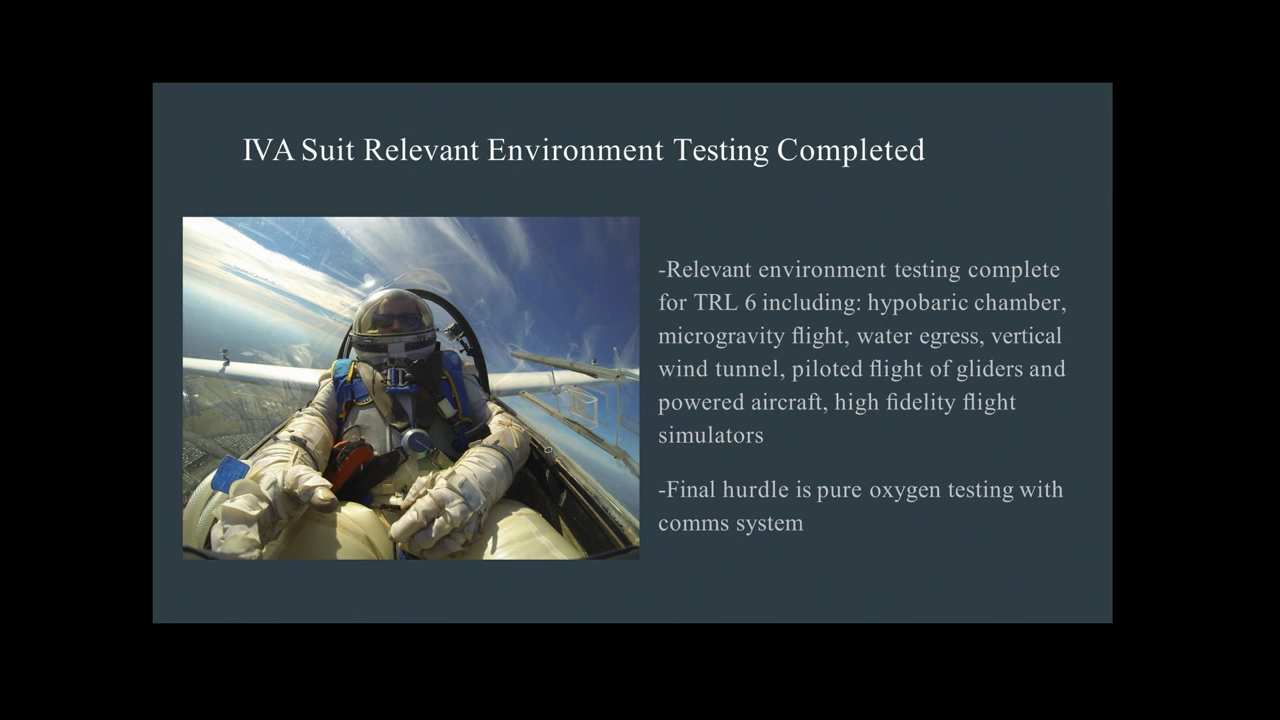 IVA Suit Relevant Environment Testing Completed
-Relevant environment testing complete
for TRL 6 including: hypobaric chamber,
microgravity flight, water egress, vertical
wind tunnel, piloted flight of gliders and
powered aircraft, high fidelity flight
simulators
-Final hurdle is pure oxygen testing with
comms system